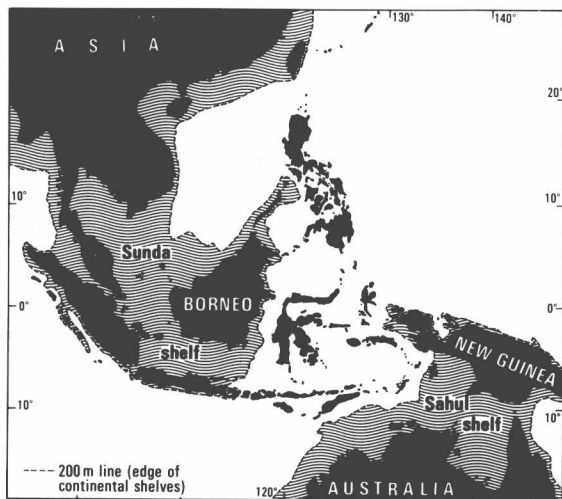 130° 140°
A S I A
20° 20°
10° 10°
Sunda
0° BORNEO 0°
NEW GUINEA
shelf
10° Sahul 10°
shelf
---- 200 m line (edge of
continental shelves)
120° AUSTRALIA